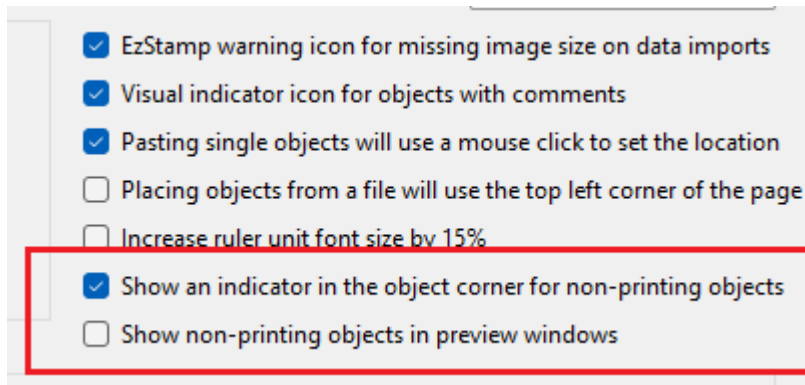 EzStamp warning icon for missing image size on data imports
Visual indicator icon for objects with comments
Pasting single objects will use a mouse click to set the location
Placing objects from a file will use the top left corner of the page
Increase ruler unit font size by 15%
Show an indicator in the object corner for non-printing objects
Show non-printing objects in preview windows